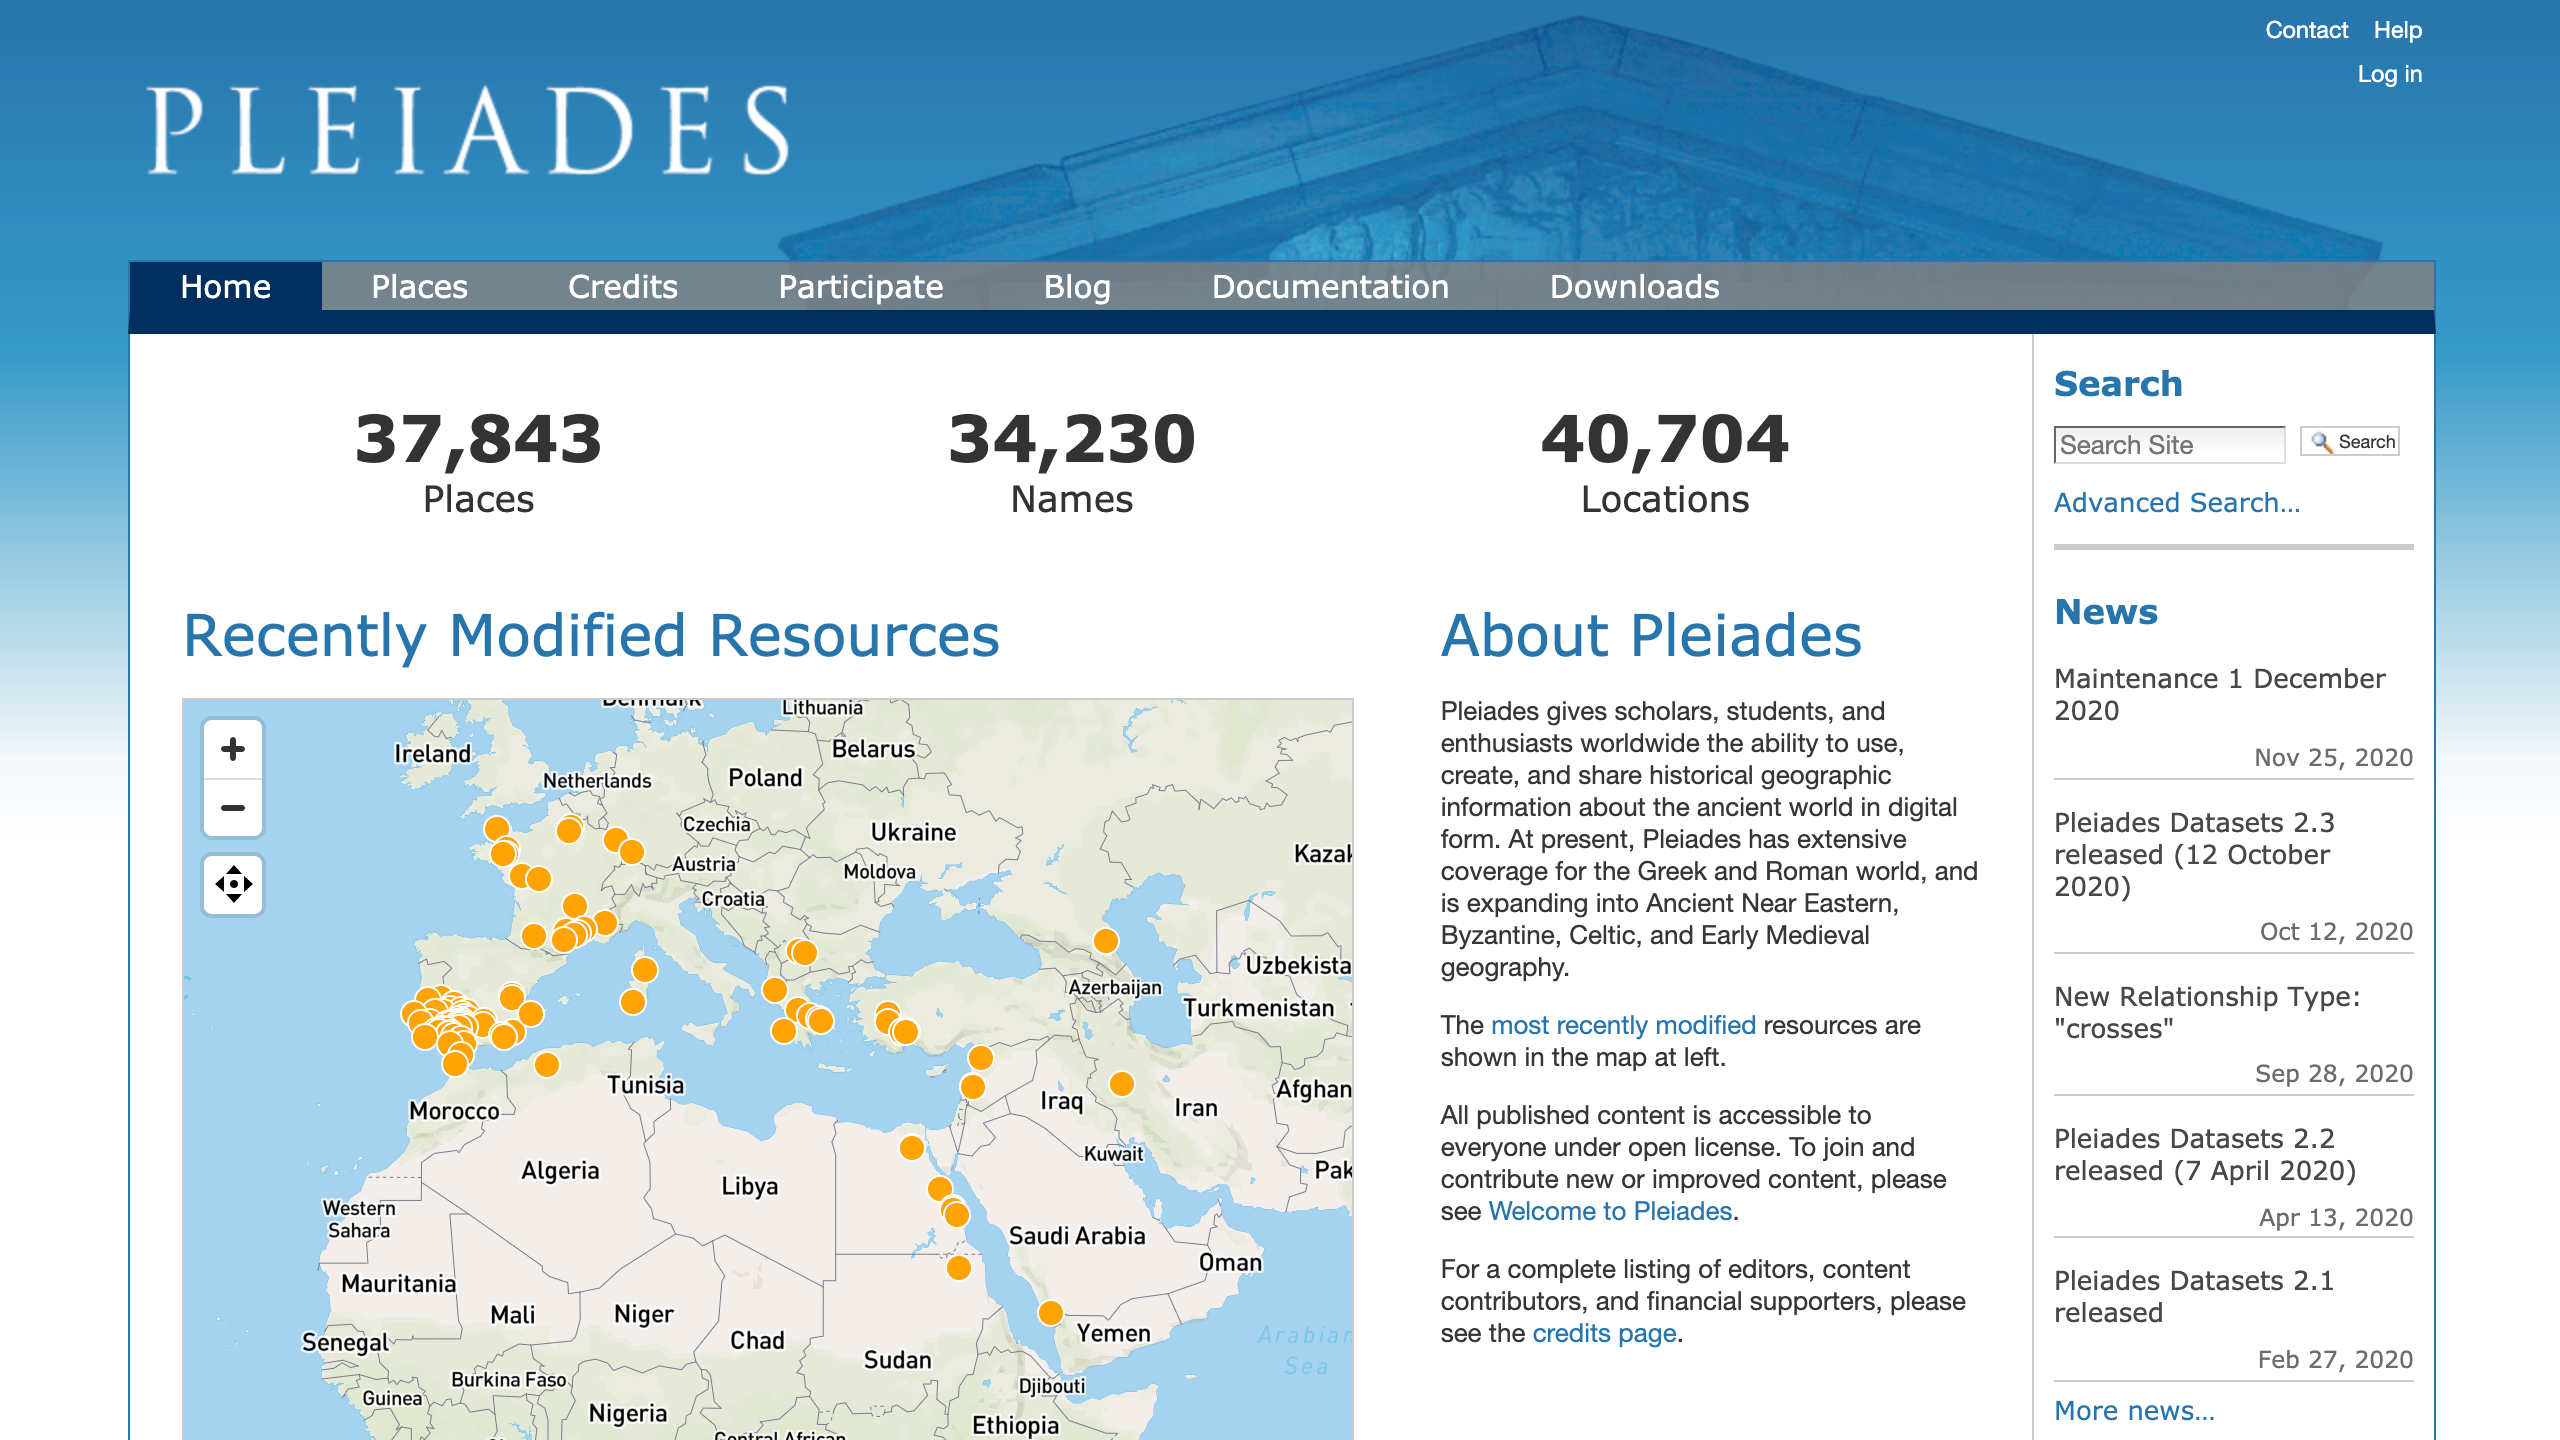 Contact Help
Log in
PLEIADES
Home Places Credits Participate Blog Documentation Downloads
37,843
Places
34,230
Names
40,704
Locations
Recently Modified Resources
Denmark
Lithuania
Ireland
Belarus
Netherlands
Poland
Czechia
Ukraine
Kazak
Austria
Moldova
Croatia
Uzbekista
Azerbaijan
Turkmenistan
Tunisia
Afghan
Morocco
Iraq
Iran
Kuwait
Algeria
Pak
Libya
Western
Sahara
Saudi Arabia
Oman
Mauritania
Mali
Niger
Yemen
Chad
Senegal
Arabian
Sea
Sudan
Burkina Faso
Djibouti
Guinea
Nigeria
Ethiopia
Central African
About Pleiades
Pleiades gives scholars, students, and
enthusiasts worldwide the ability to use,
create, and share historical geographic
information about the ancient world in digital
form. At present, Pleiades has extensive
coverage for the Greek and Roman world, and
is expanding into Ancient Near Eastern,
Byzantine, Celtic, and Early Medieval
geography.
The most recently modified resources are
shown in the map at left.
All published content is accessible to
everyone under open license. To join and
contribute new or improved content, please
see Welcome to Pleiades.
For a complete listing of editors, content
contributors, and financial supporters, please
see the credits page.
Search
Search Site Search
Advanced Search...
News
Maintenance 1 December
2020
Nov 25, 2020
Pleiades Datasets 2.3
released (12 October
2020)
Oct 12, 2020
New Relationship Type:
"crosses"
Sep 28, 2020
Pleiades Datasets 2.2
released (7 April 2020)
Apr 13, 2020
Pleiades Datasets 2.1
released
Feb 27, 2020
More news...